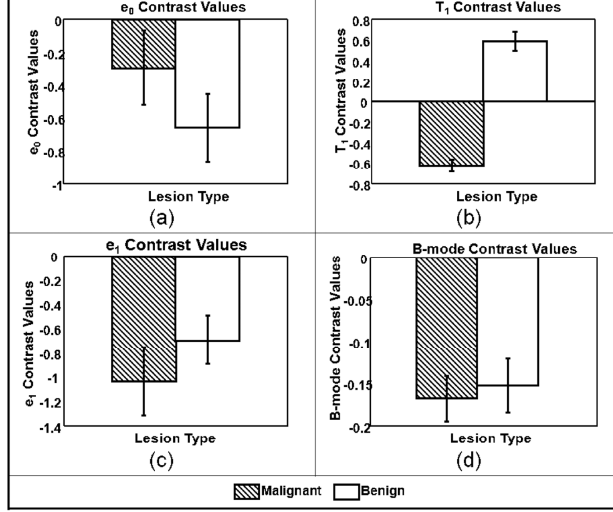 e0 Contrast Values
e0 Contrast Values
0
-0.2
-0.4
-0.6
-0.8
-1
Lesion Type
(a)
T1 Contrast Values
T1 Contrast Values
0.8
0.6
0.4
0.2
0
-0.2
-0.4
-0.6
-0.8
Lesion Type
(b)
e1 Contrast Values
e1 Contrast Values
0
-0.2
-0.4
-0.6
-0.8
-1
-1.2
-1.4
Lesion Type
(c)
B-mode Contrast Values
B-mode Contrast Values
0
-0.05
-0.1
-0.15
-0.2
Lesion Type
(d)
Malignant Benign